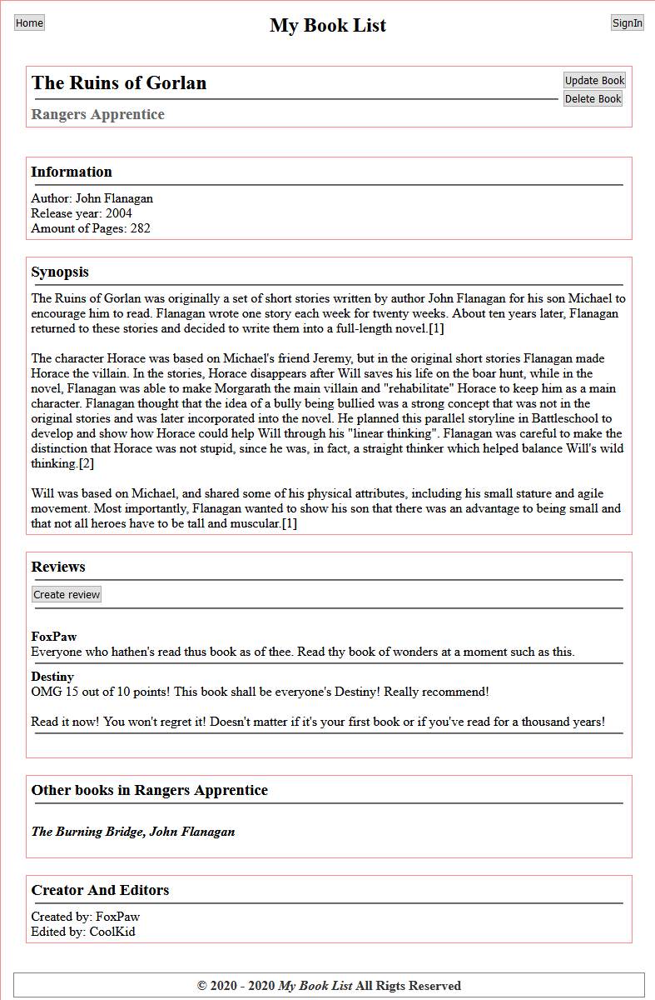 Home
My Book List
SignIn
The Ruins of Gorlan
Update Book
Delete Book
Rangers Apprentice
Information
Author: John Flanagan
Release year: 2004
Amount of Pages: 282
Synopsis
The Ruins of Gorlan was originally a set of short stories written by author John Flanagan for his son Michael to
encourage him to read. Flanagan wrote one story each week for twenty weeks. About ten years later, Flanagan
returned to these stories and decided to write them into a full-length novel.[1]
The character Horace was based on Michael's friend Jeremy, but in the original short stories Flanagan made
Horace the villain. In the stories, Horace disappears after Will saves his life on the boar hunt, while in the
novel, Flanagan was able to make Morgarath the main villain and "rehabilitate" Horace to keep him as a main
character. Flanagan thought that the idea of a bully being bullied was a strong concept that was not in the
original stories and was later incorporated into the novel. He planned this parallel storyline in Battleschool to
develop and show how Horace could help Will through his "linear thinking". Flanagan was careful to make the
distinction that Horace was not stupid, since he was, in fact, a straight thinker which helped balance Will's wild
thinking.[2]
Will was based on Michael, and shared some of his physical attributes, including his small stature and agile
movement. Most importantly, Flanagan wanted to show his son that there was an advantage to being small and
that not all heroes have to be tall and muscular.[1]
Reviews
Create review
FoxPaw
Everyone who hathen's read thus book as of thee. Read thy book of wonders at a moment such as this.
Destiny
OMG 15 out of 10 points! This book shall be everyone's Destiny! Really recommend!
Read it now! You won't regret it! Doesn't matter if it's your first book or if you've read for a thousand years!
Other books in Rangers Apprentice
The Burning Bridge, John Flanagan
Creator And Editors
Created by: FoxPaw
Edited by: CoolKid
© 2020 - 2020 My Book List All Rigts Reserved